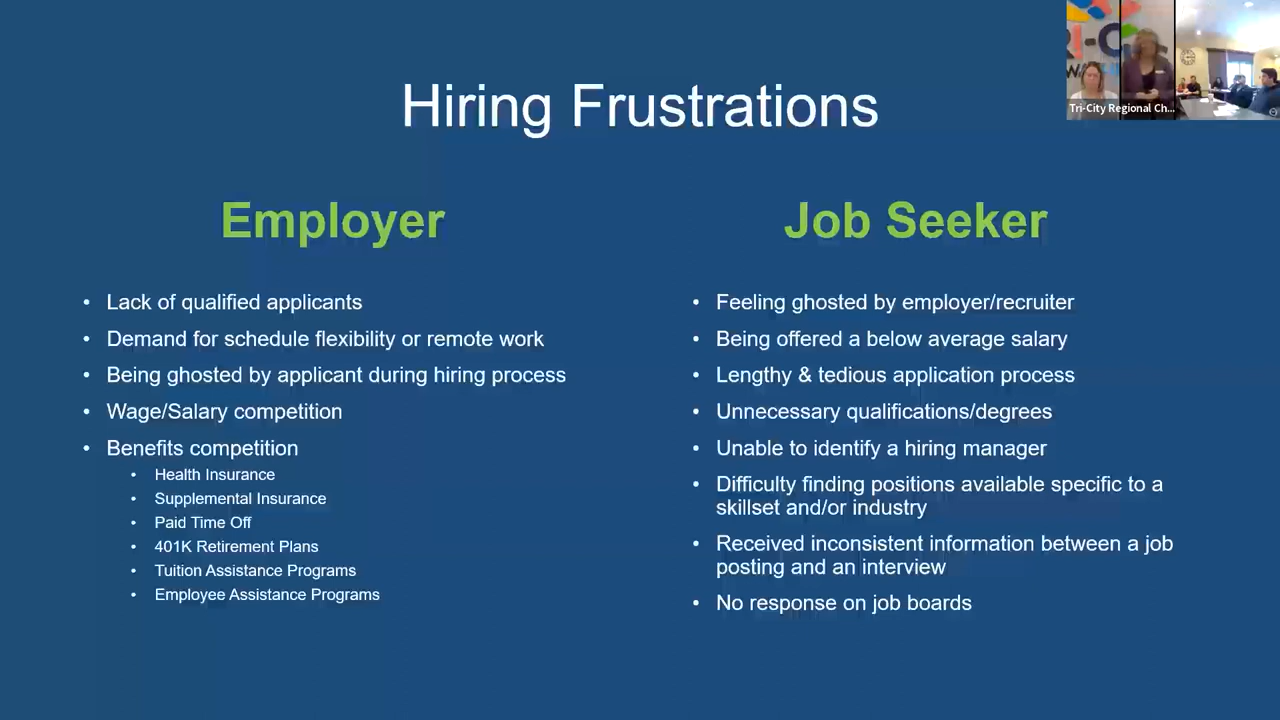 Hiring Frustrations
Employer
• Lack of qualified applicants
• Demand for schedule flexibility or remote work
• Being ghosted by applicant during hiring process
• Wage/Salary competition
• Benefits competition
• Health Insurance
• Supplemental Insurance
• Paid Time Off
• 401K Retirement Plans
• Tuition Assistance Programs
• Employee Assistance Programs
Job Seeker
• Feeling ghosted by employer/recruiter
• Being offered a below average salary
• Lengthy & tedious application process
• Unnecessary qualifications/degrees
• Unable to identify a hiring manager
• Difficulty finding positions available specific to a
skillset and/or industry
• Received inconsistent information between a job
posting and an interview
• No response on job boards
Tri-City Regional Ch...